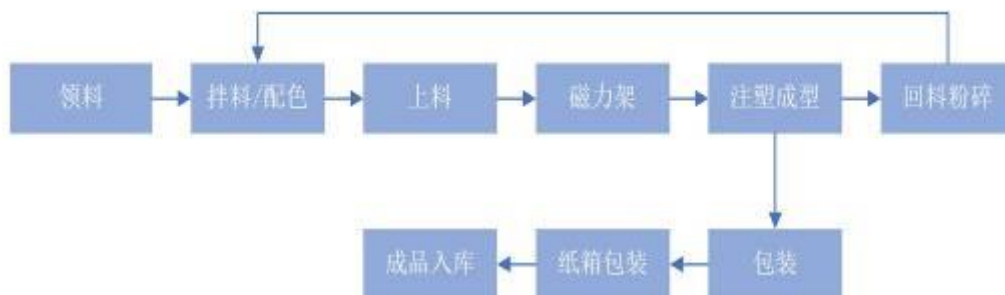 领料
拌料/配色
上料
磁力架
注塑成型
回料粉碎
成品入库
纸箱包装
包装